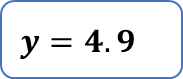 y = 4.9